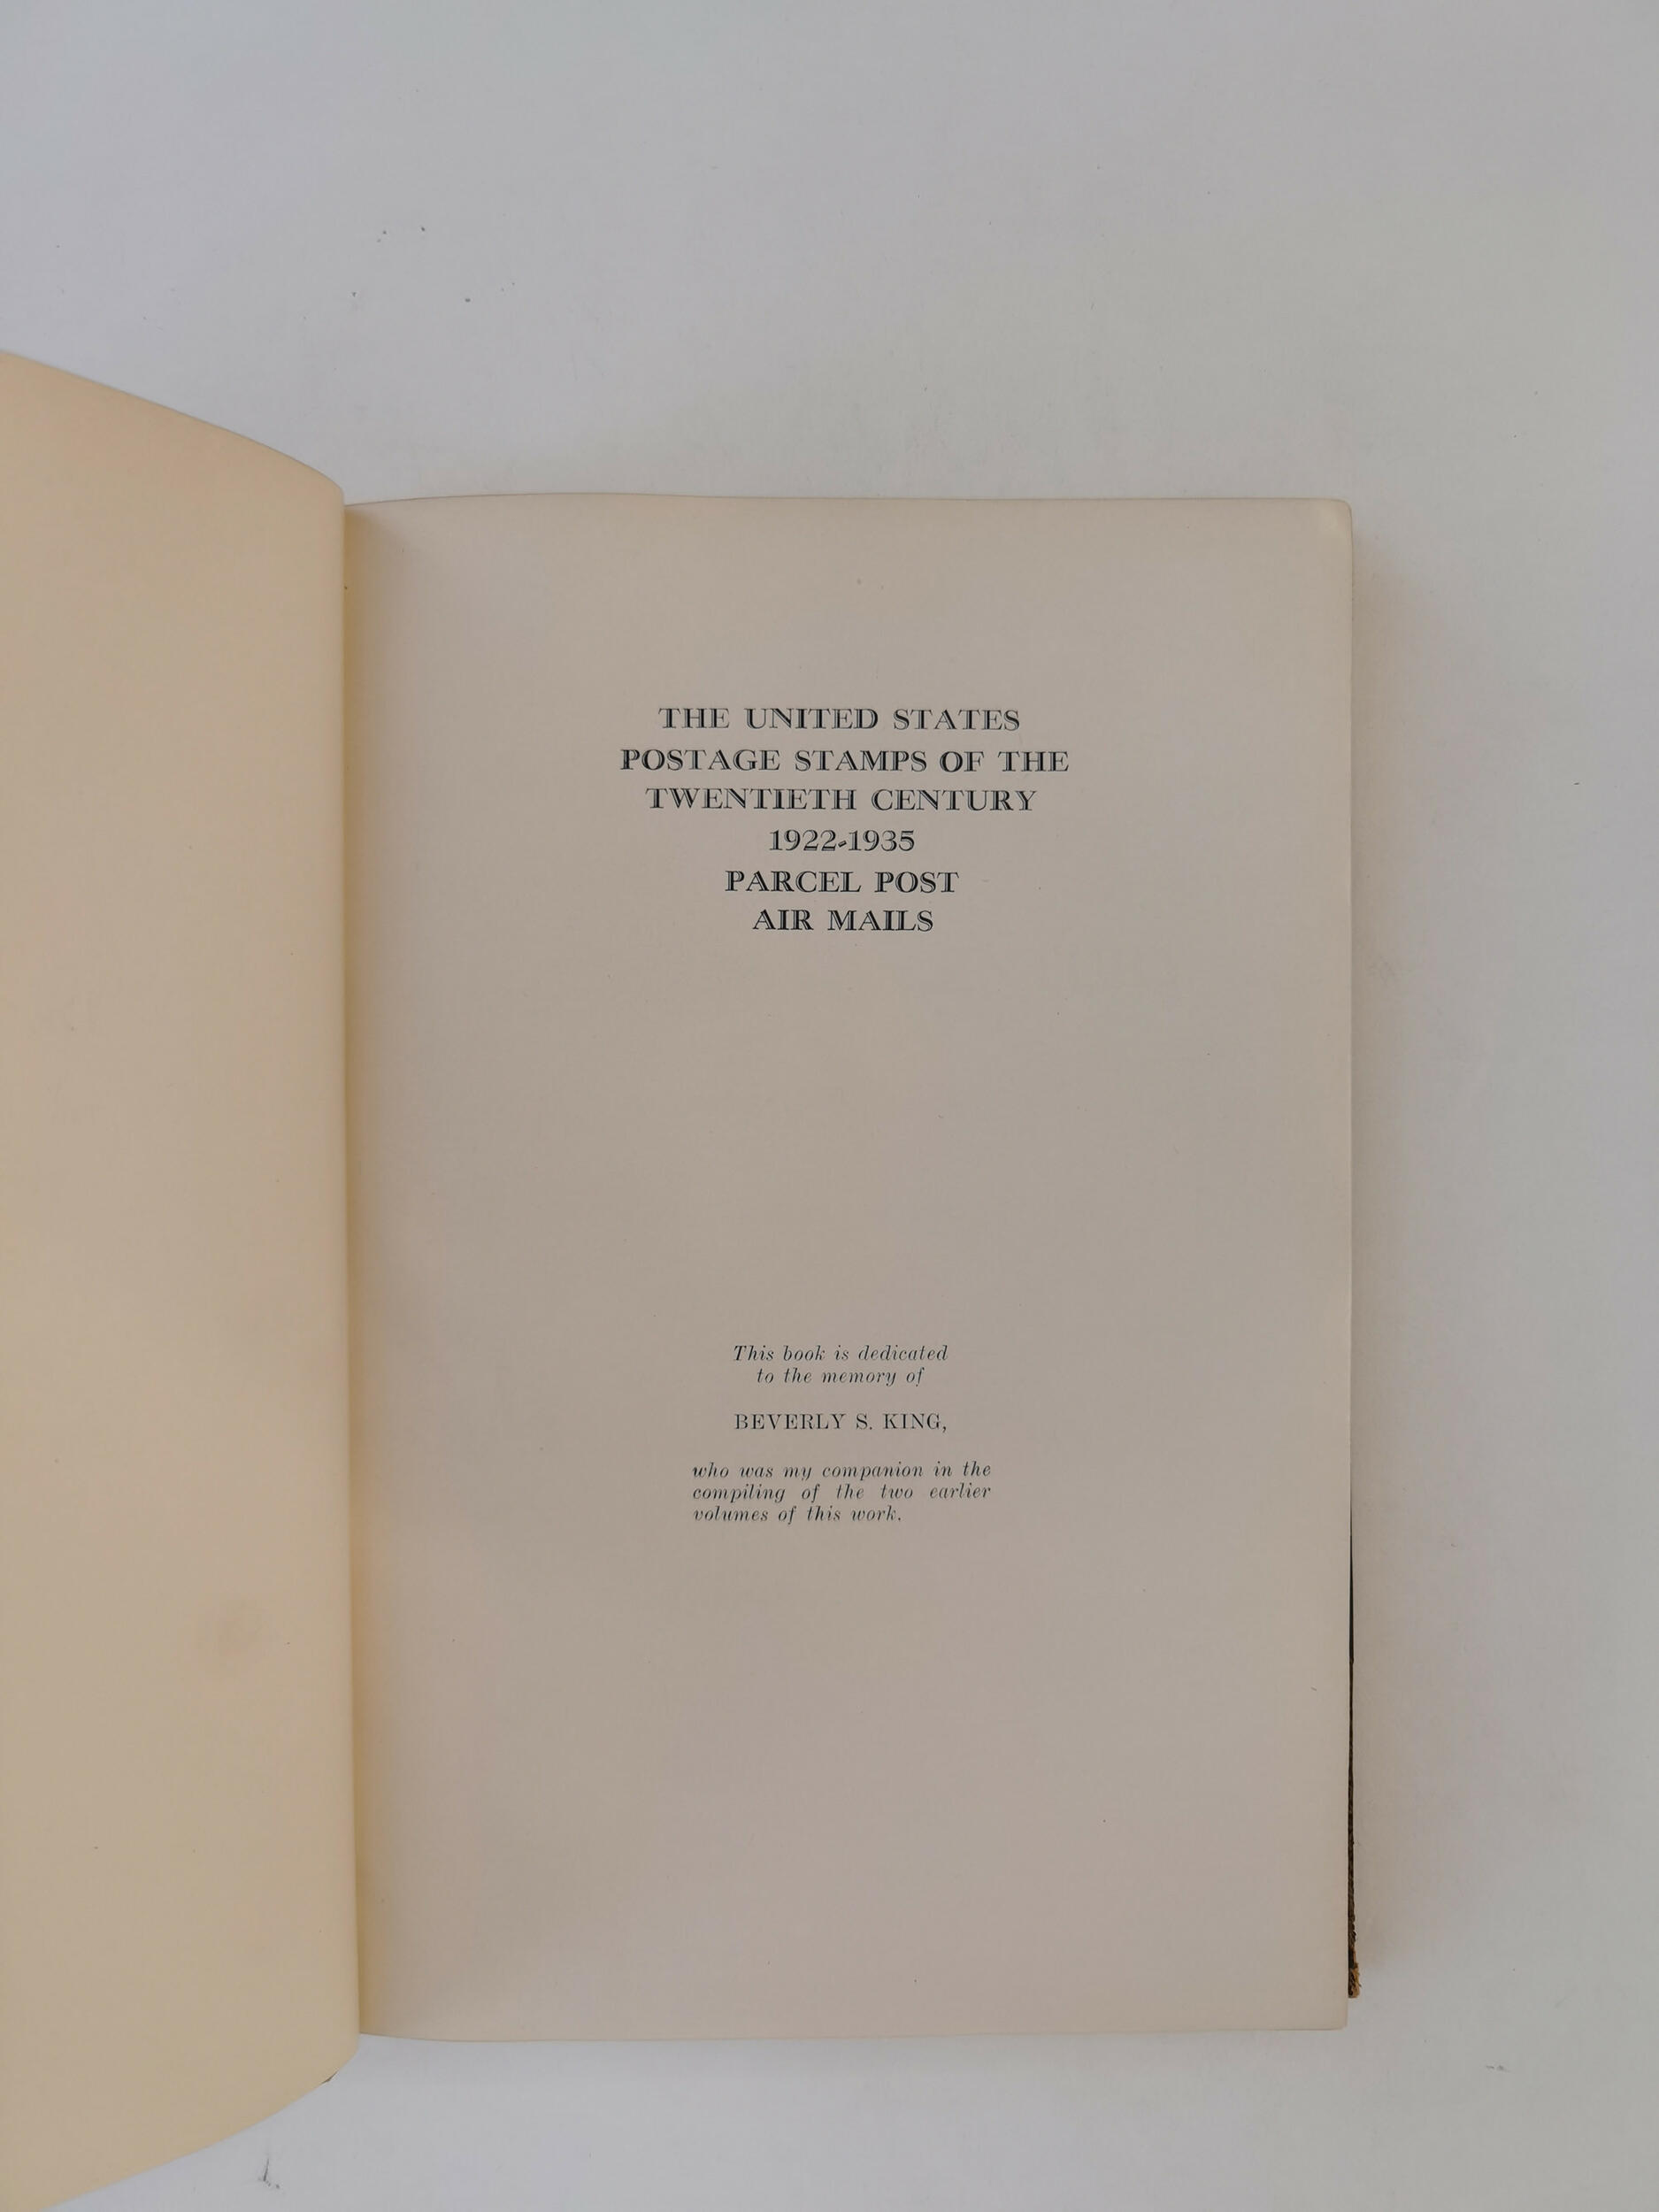 THE UNITED STATES
POSTAGE STAMPS OF THE
TWENTIETH CENTURY
1922-1935
PARCEL POST
AIR MAILS
This book is dedicated
to the memory of
BEVERLY S. KING,
who was my companion in the
compiling of the two earlier
volumes of this work.